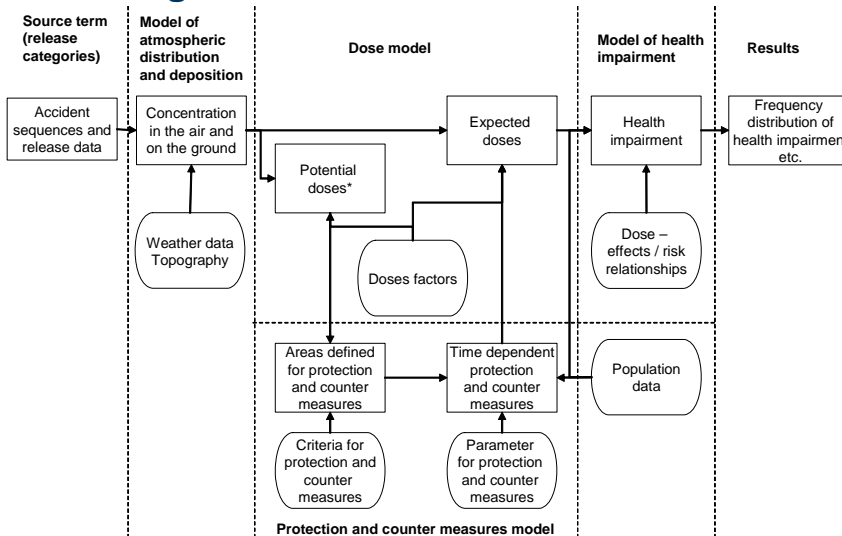 Source term
(release
categories)
Model of
atmospheric
distribution
and deposition
Dose model
Model of health
impairment
Results
Accident
sequences and
release data
Concentration
in the air and
on the ground
Expected
doses
Health
impairment
Frequency
distribution of
health impairment
etc.
Potential
doses*
Weather data
Topography
Doses factors
Dose –
effects / risk
relationships
Areas defined
for protection
and counter
measures
Time dependent
protection
and counter
measures
Population
data
Criteria for
protection and
counter
measures
Parameter
for protection
and counter
measures
Protection and counter measures model